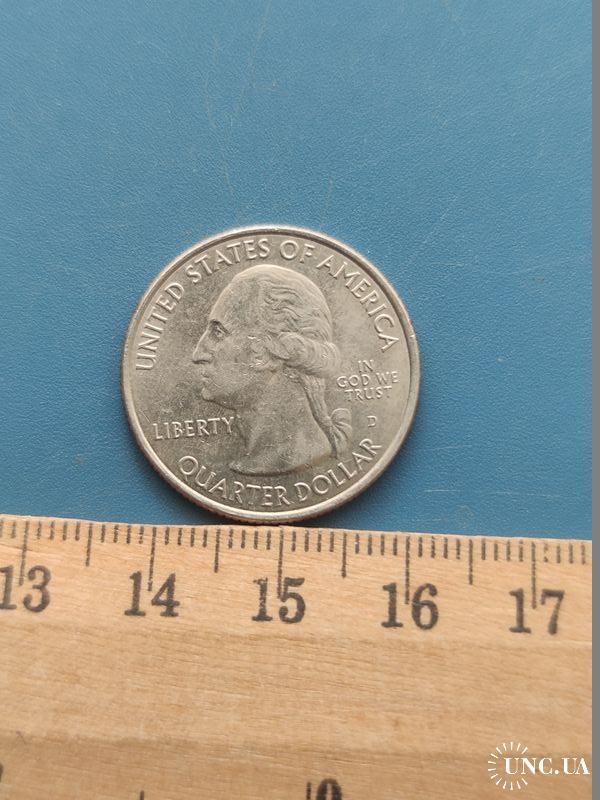 UNITED STATES OF AMERICA
IN
GOD WE
TRUST
LIBERTY
D
QUARTER DOLLAR
13 14 15 16 17
UNC.UA